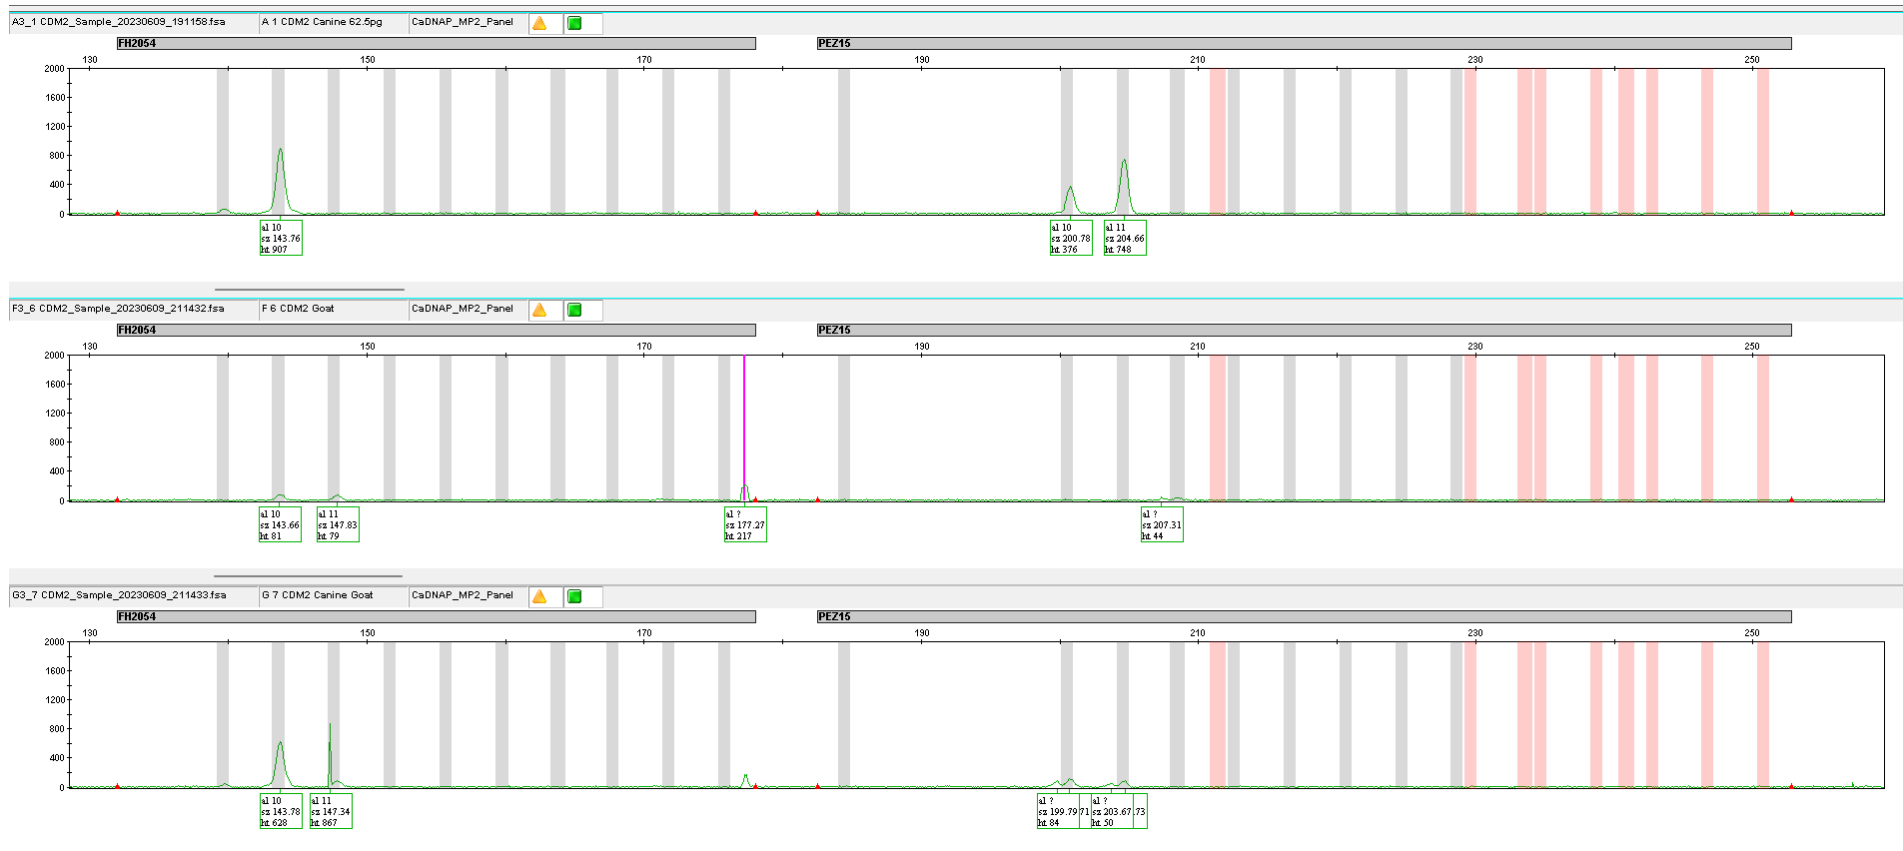 A3_1 CDM2_Sample_20230609_191158.fsa A 1 CDM2 Canine 62.5pg CaDNAP_MP2_Panel
FH2054 PEZ15
130 150 170 190 210 230 250
2000
1600
1200
800
400
0
al 10 al 10 al 11
sz 143.76 sz 200.78 sz 204.66
ht 907 ht 376 ht 748
F3_6 CDM2_Sample_20230609_211432.fsa F 6 CDM2 Goat CaDNAP_MP2_Panel
FH2054 PEZ15
130 150 170 190 210 230 250
2000
1600
1200
800
400
0
al 10 al 11 al ? al ?
sz 143.66 sz 147.83 sz 177.27 sz 207.31
ht 81 ht 79 ht 217 ht 44
G3_7 CDM2_Sample_20230609_211433.fsa G 7 CDM2 Canine Goat CaDNAP_MP2_Panel
FH2054 PEZ15
130 150 170 190 210 230 250
2000
1600
1200
800
400
0
al 10 al 11 al ? al ?
sz 143.78 sz 147.34 sz 199.79 71 sz 203.67 .73
ht 628 ht 867 ht 84 ht 50